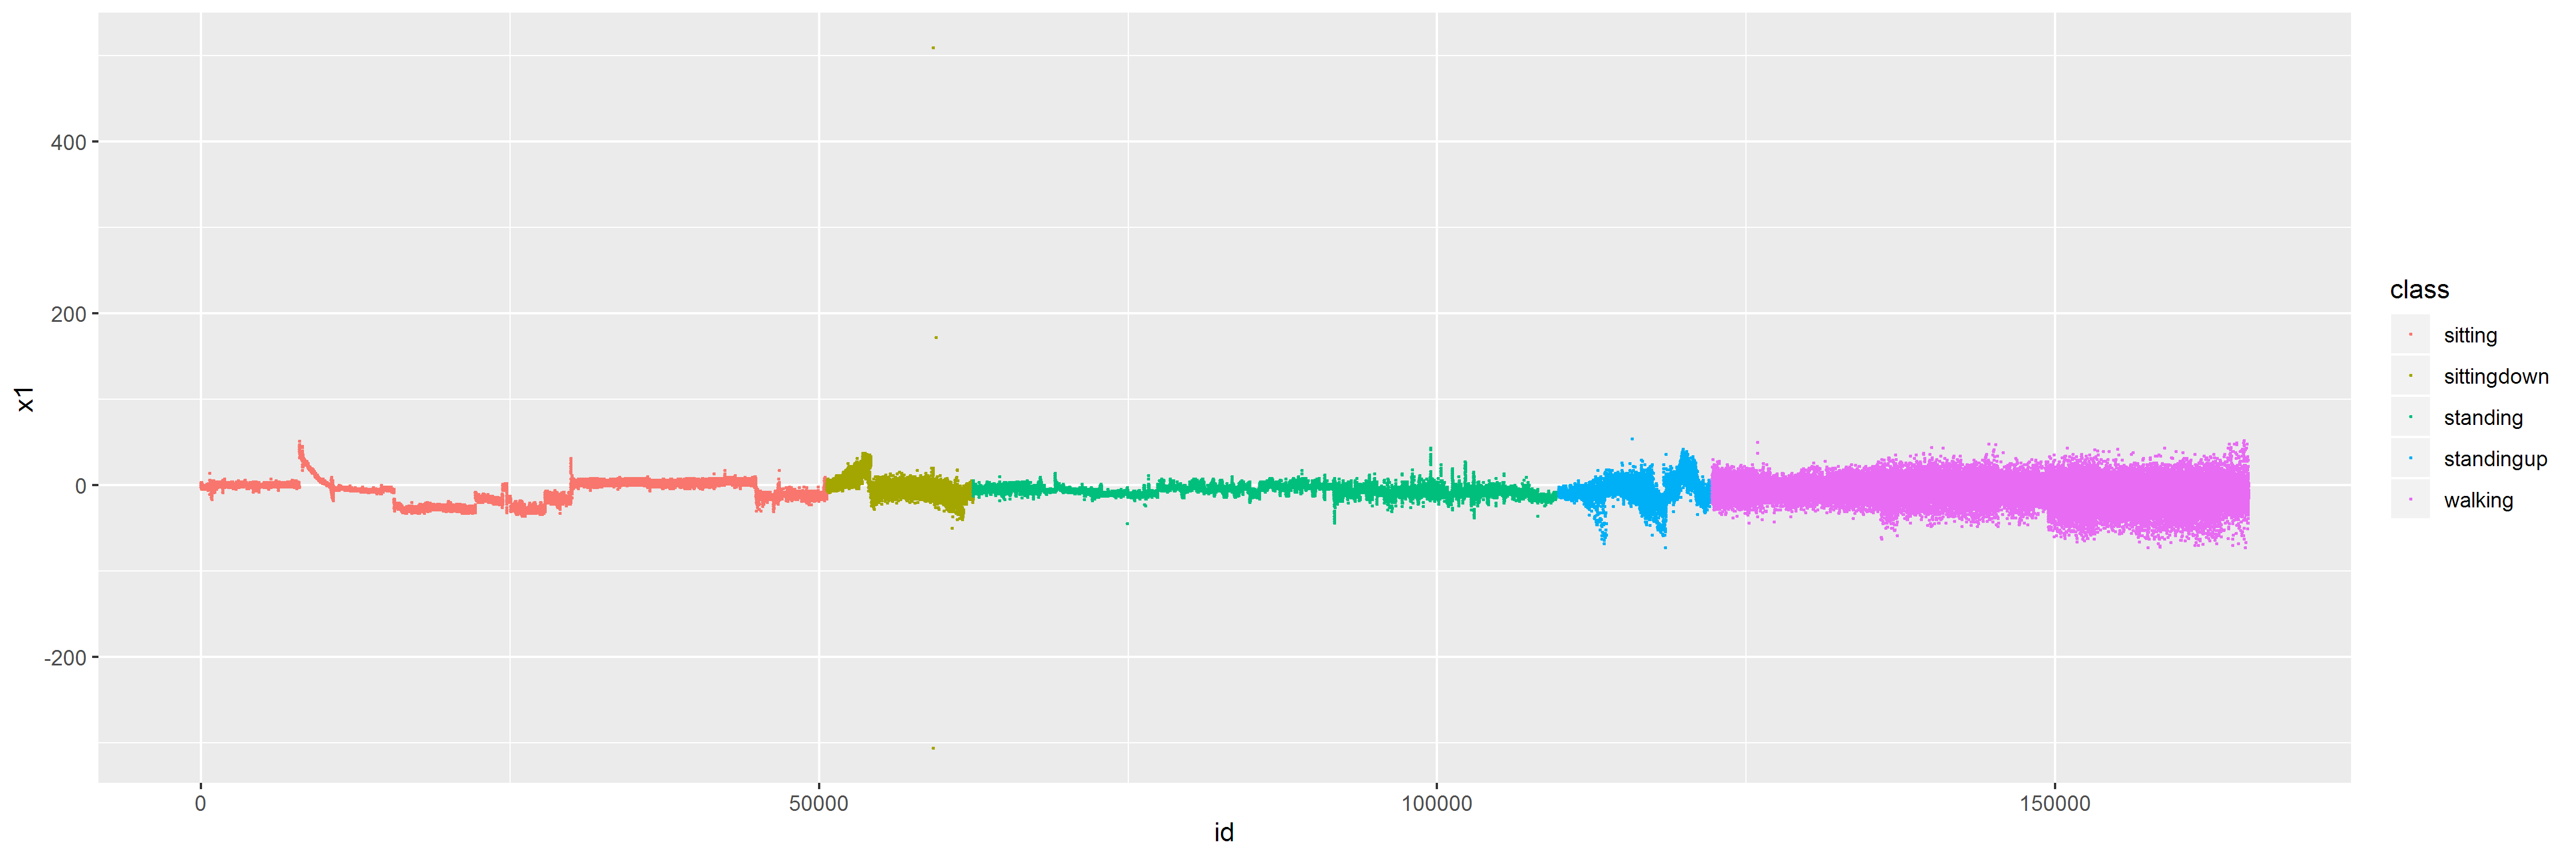 400
200
0
-200
x1
0
50000
100000
150000
id
class
sitting
sittingdown
standing
standingup
walking